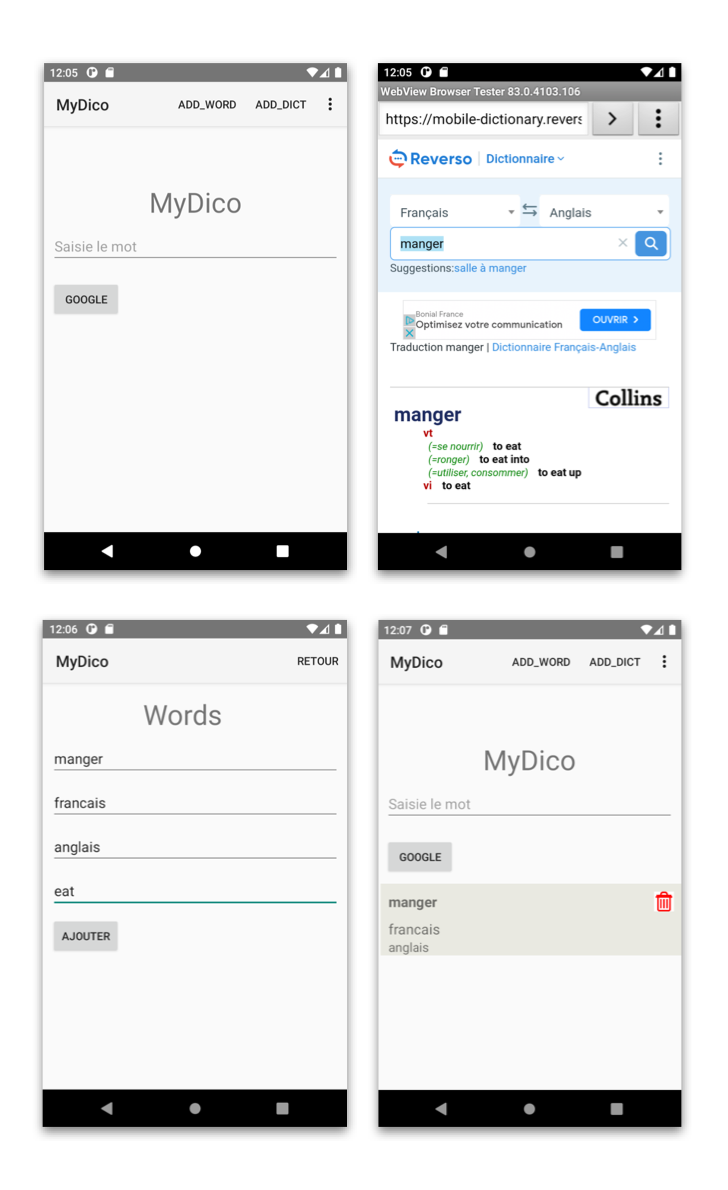 12:05
MyDico ADD_WORD ADD_DICT
MyDico
Saisie le mot
GOOGLE
12:05
WebView Browser Tester 83.0.4103.106
https://mobile-dictionary.revers
Reverso Dictionnaire
Français Anglais
manger
Suggestions:salle à manger
Bonial France
Optimisez votre communication
OUVRIR
Traduction manger | Dictionnaire Français-Anglais
Collins
manger
vt
(=se nourrir) to eat
(=ronger) to eat into
(=utiliser, consommer) to eat up
vi to eat
12:06
MyDico RETOUR
Words
manger
francais
anglais
eat
AJOUTER
12:07
MyDico ADD_WORD ADD_DICT
MyDico
Saisie le mot
GOOGLE
manger
francais
anglais